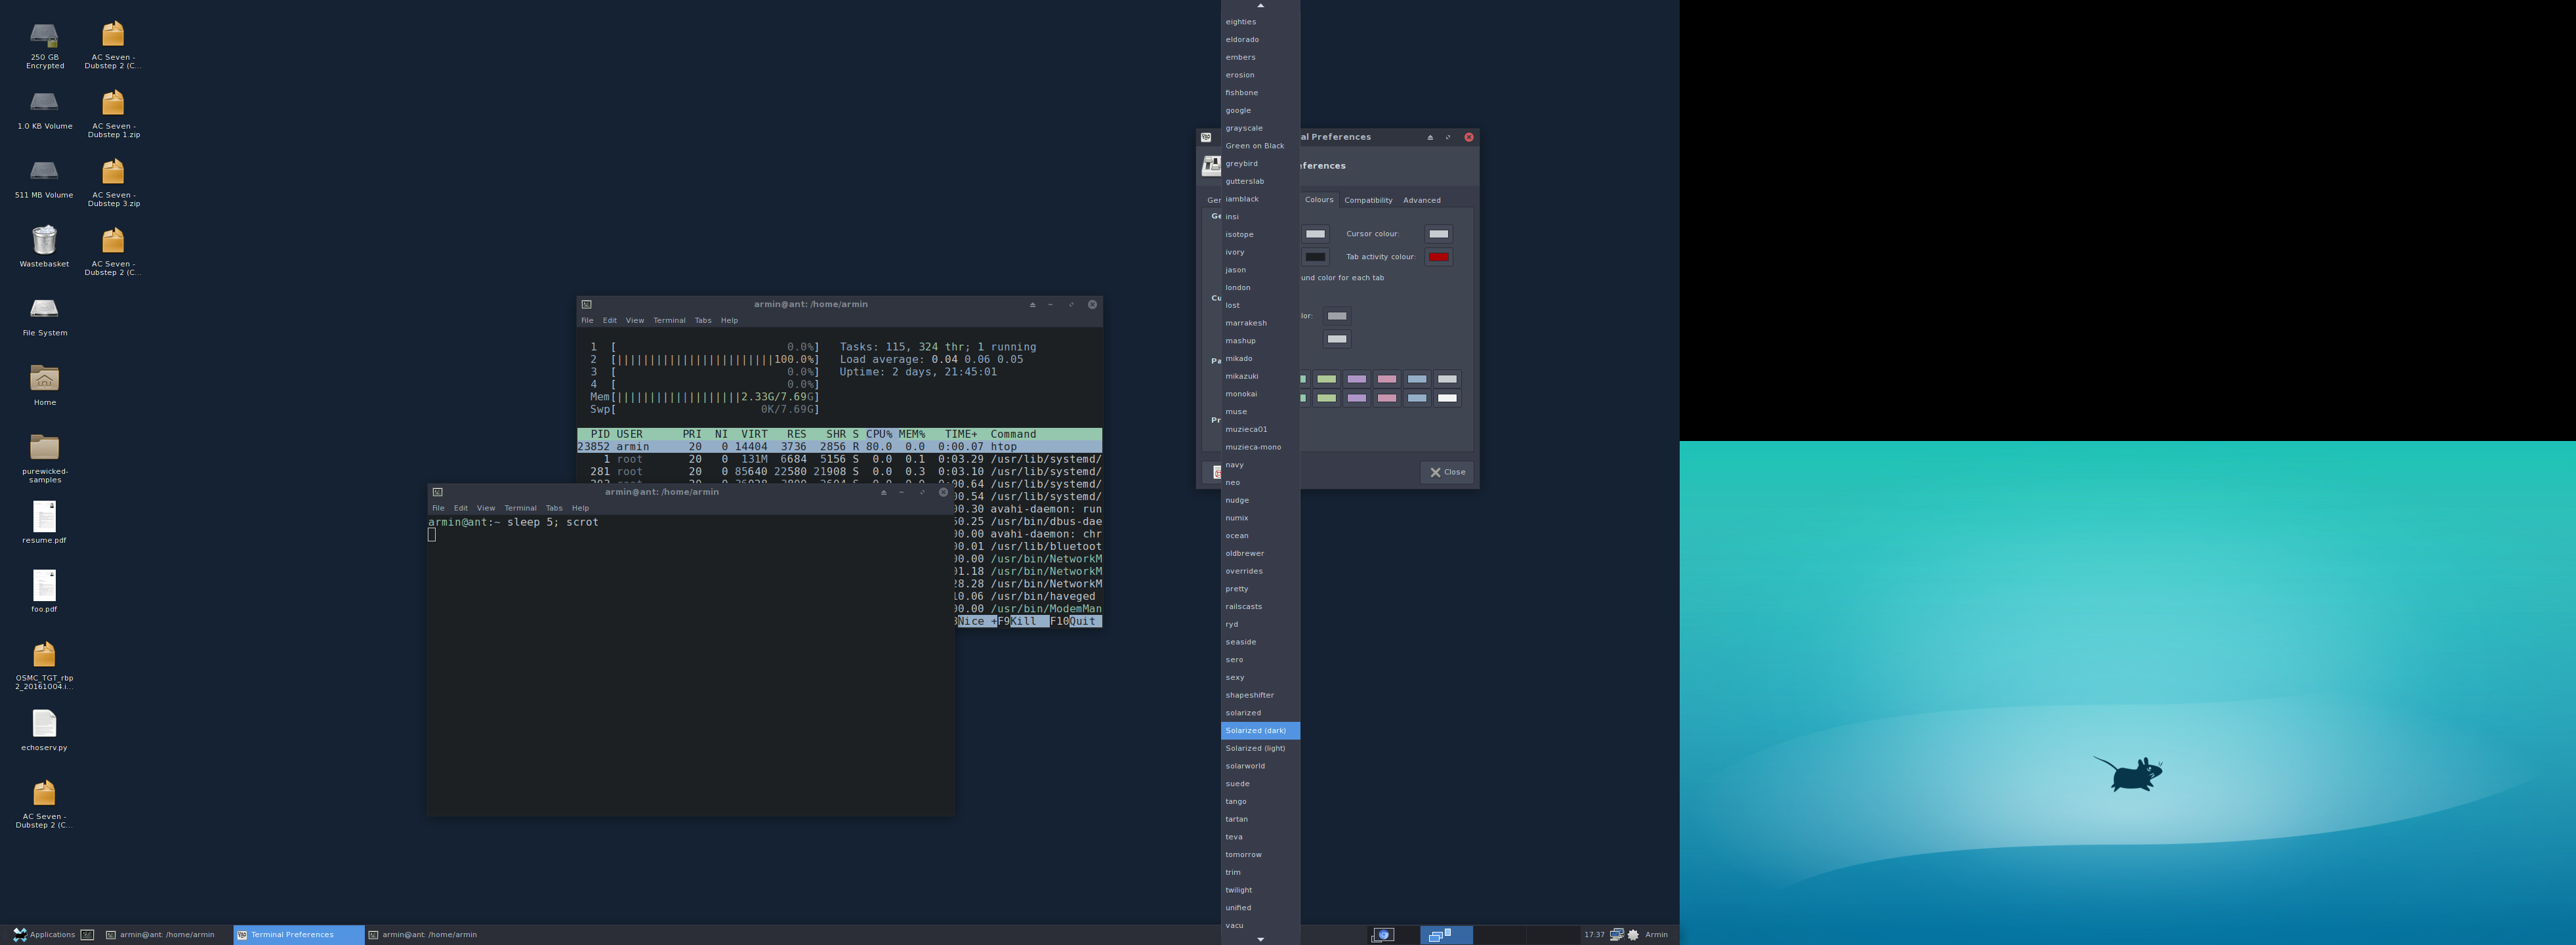 250 GB
Encrypted
AC Seven -
Dubstep 2 (C...
1.0 KB Volume
AC Seven -
Dubstep 1.zip
511 MB Volume
AC Seven -
Dubstep 3.zip
Wastebasket
AC Seven -
Dubstep 2 (C...
File System
Home
purewicked-
samples
resume.pdf
foo.pdf
OSMC_TGT_rbp
2_20161004.i...
echoserv.py
AC Seven -
Dubstep 2 (C...
armin@ant: /home/armin
File Edit View Terminal Tabs Help
1 [ 0.0%] Tasks: 115, 324 thr; 1 running
2 [||||||||||||||||||||||||100.0%] Load average: 0.04 0.06 0.05
3 [ 0.0%] Uptime: 2 days, 21:45:01
4 [ 0.0%]
Mem[|||||||||||||||||||2.33G/7.69G]
Swp[ 0K/7.69G]
PID USER PRI NI VIRT RES SHR S CPU% MEM% TIME+ Command
23852 armin 20 0 14404 3736 2856 R 80.0 0.0 0:00.07 htop
1 root 20 0 131M 6684 5156 S 0.0 0.1 0:03.29 /usr/lib/systemd/
281 root 20 0 85640 22580 21908 S 0.0 0.3 0:03.10 /usr/lib/systemd/
00.64 /usr/lib/systemd/
00.54 /usr/lib/systemd/
00.30 avahi-daemon: run
50.25 /usr/bin/dbus-dae
00.00 avahi-daemon: chr
00.01 /usr/lib/bluetoot
00.00 /usr/bin/NetworkM
01.18 /usr/bin/NetworkM
28.28 /usr/bin/NetworkM
10.06 /usr/bin/haveged
00.00 /usr/bin/ModemMan
Nice +F9Kill F10Quit
armin@ant: /home/armin
File Edit View Terminal Tabs Help
armin@ant:~ sleep 5; scrot
eighties
eldorado
embers
erosion
fishbone
google
grayscale
Green on Black
greybird
gutterslab
iamblack
insi
isotope
ivory
jason
london
lost
marrakesh
mashup
mikado
mikazuki
monokai
muse
muzieca01
muzieca-mono
navy
neo
nudge
numix
ocean
oldbrewer
overrides
pretty
railscasts
ryd
seaside
sero
sexy
shapeshifter
solarized
Solarized (dark)
Solarized (light)
solarworld
suede
tango
tartan
teva
tomorrow
trim
twilight
unified
vacu
al Preferences
eferences
Ger
Colours Compatibility Advanced
Ge
Cursor colour:
Tab activity colour:
und color for each tab
Cu
lor:
Pa
Pr
Close
Applications
armin@ant: /home/armin
Terminal Preferences
armin@ant: /home/armin
17:37
Armin